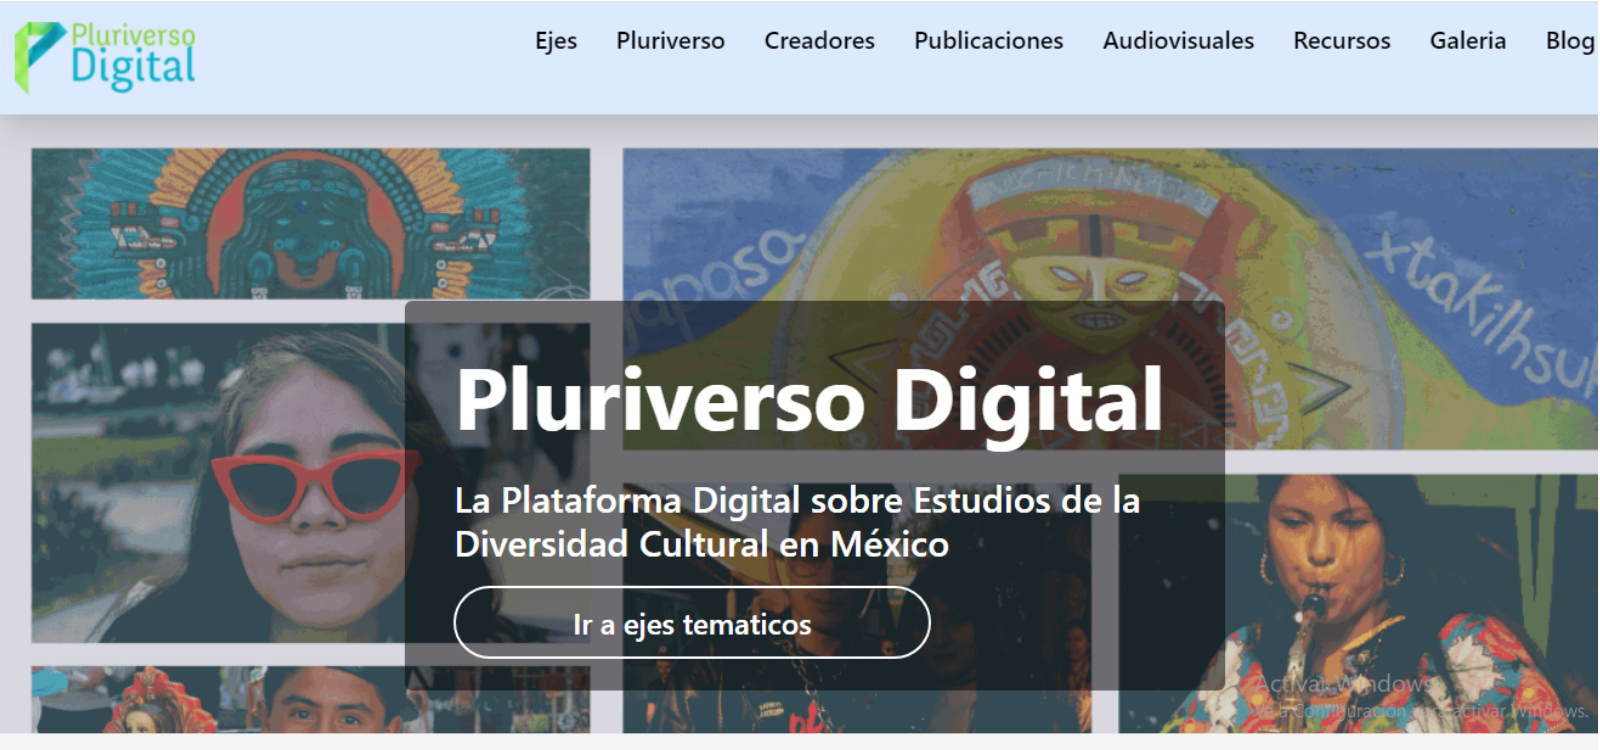 Pluriverso
Digital
Ejes Pluriverso Creadores Publicaciones Audiovisuales Recursos Galeria Blog
gapasa
xtakilhsu
Pluriverso Digital
La Plataforma Digital sobre Estudios de la
Diversidad Cultural en México
Ir a ejes tematicos
Activar Windows
Ve a Configuración para activar Windows.